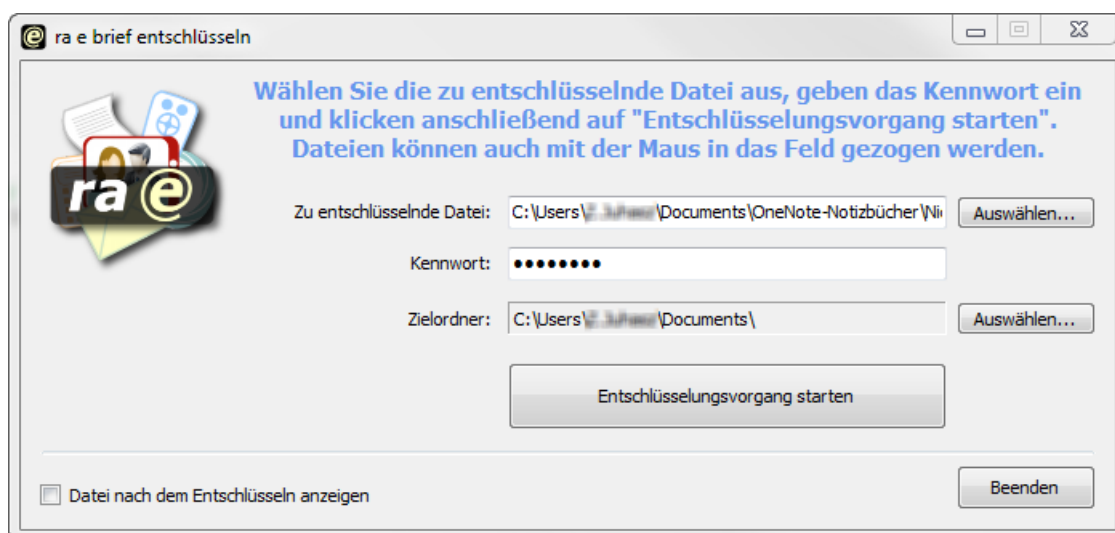 ra e brief entschlüsseln
Wählen Sie die zu entschlüsselnde Datei aus, geben das Kennwort ein
und klicken anschließend auf "Entschlüsselungsvorgang starten".
Dateien können auch mit der Maus in das Feld gezogen werden.
ra e
Zu entschlüsselnde Datei: C:\Users\ \Documents\OneNote-Notizbücher\Ni Auswählen...
Kennwort: ●●●●●●●●
Zielordner: C:\Users\ \Documents\ Auswählen...
Entschlüsselungsvorgang starten
Datei nach dem Entschlüsseln anzeigen
Beenden